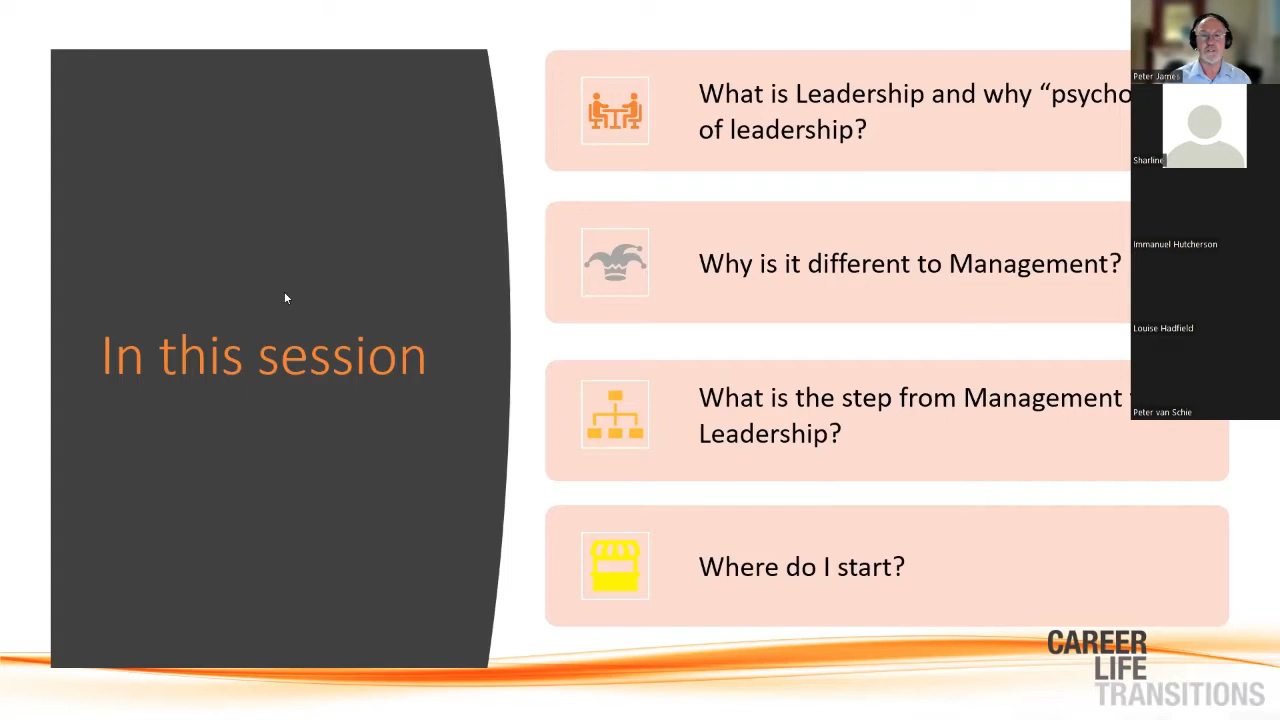 In this session
What is Leadership and why “psycho
of leadership?
Why is it different to Management?
What is the step from Management
Leadership?
Where do I start?
Peter James
Sharline
Immanuel Hutcherson
Louise Hadfield
Peter van Schie
CAREER
LIFE
TRANSITIONS